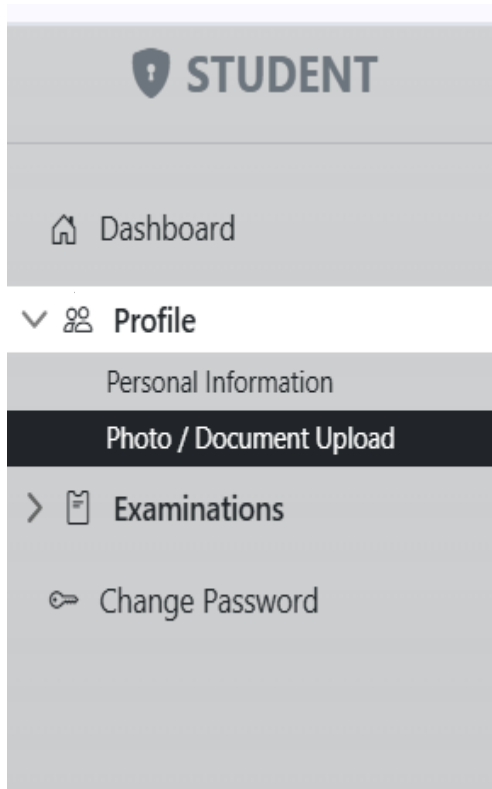 STUDENT
Dashboard
Profile
Personal Information
Photo / Document Upload
Examinations
Change Password